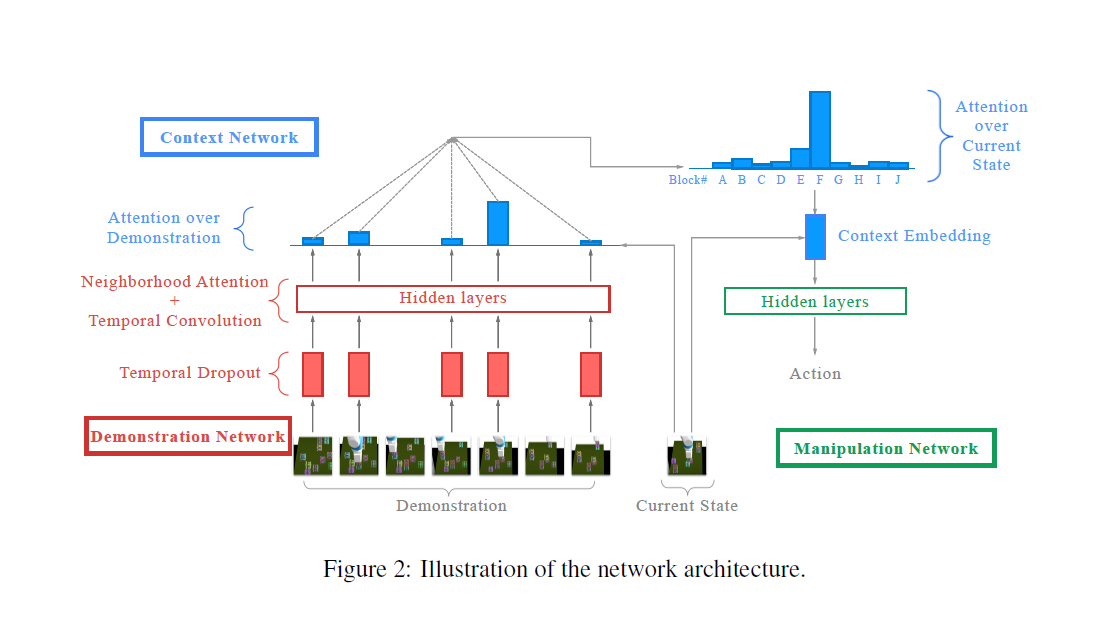 Context Network
Attention
over
Current
State
Block# A B C D E F G H I J
Attention over
Demonstration
Context Embedding
Neighborhood Attention
+
Temporal Convolution
Hidden layers
Hidden layers
Temporal Dropout
Action
Demonstration Network
Manipulation Network
Demonstration
Current State
Figure 2: Illustration of the network architecture.